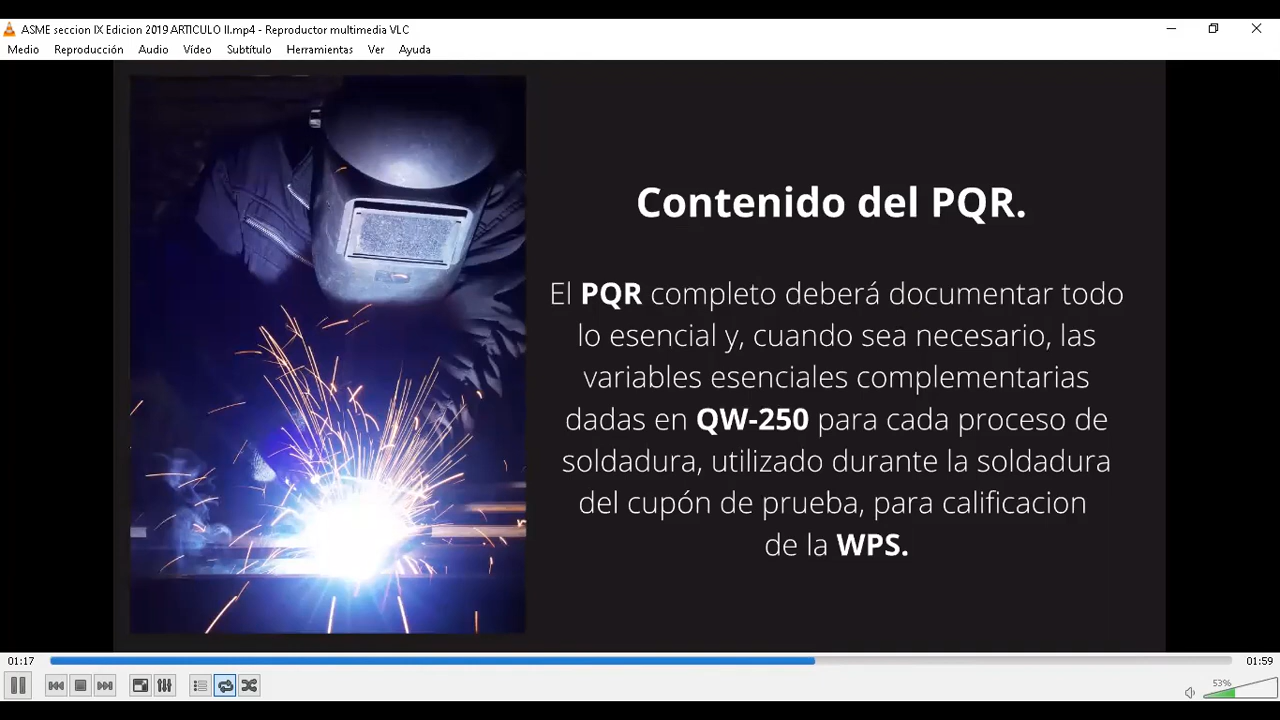 ASME seccion IX Edicion 2019 ARTICULO II.mp4 - Reproductor multimedia VLC
Medio Reproducción Audio Vídeo Subtítulo Herramientas Ver Ayuda
Contenido del PQR.
El PQR completo deberá documentar todo
lo esencial y, cuando sea necesario, las
variables esenciales complementarias
dadas en QW-250 para cada proceso de
soldadura, utilizado durante la soldadura
del cupón de prueba, para calificacion
de la WPS.
01:17 01:59
53%